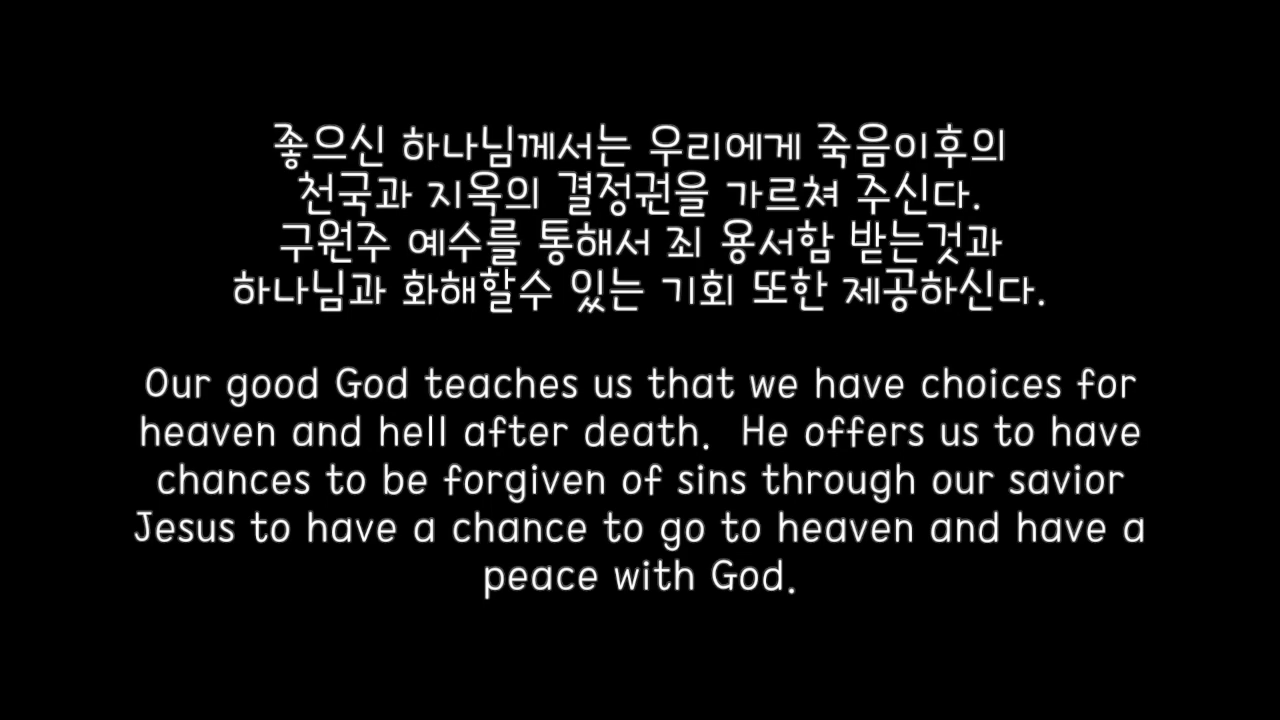 좋으신 하나님께서는 우리에게 죽음이후의
천국과 지옥의 결정권을 가르쳐 주신다.
구원주 예수를 통해서 죄 용서함 받는것과
하나님과 화해할수 있는 기회 또한 제공하신다.
Our good God teaches us that we have choices for
heaven and hell after death.  He offers us to have
chances to be forgiven of sins through our savior
Jesus to have a chance to go to heaven and have a
peace with God.